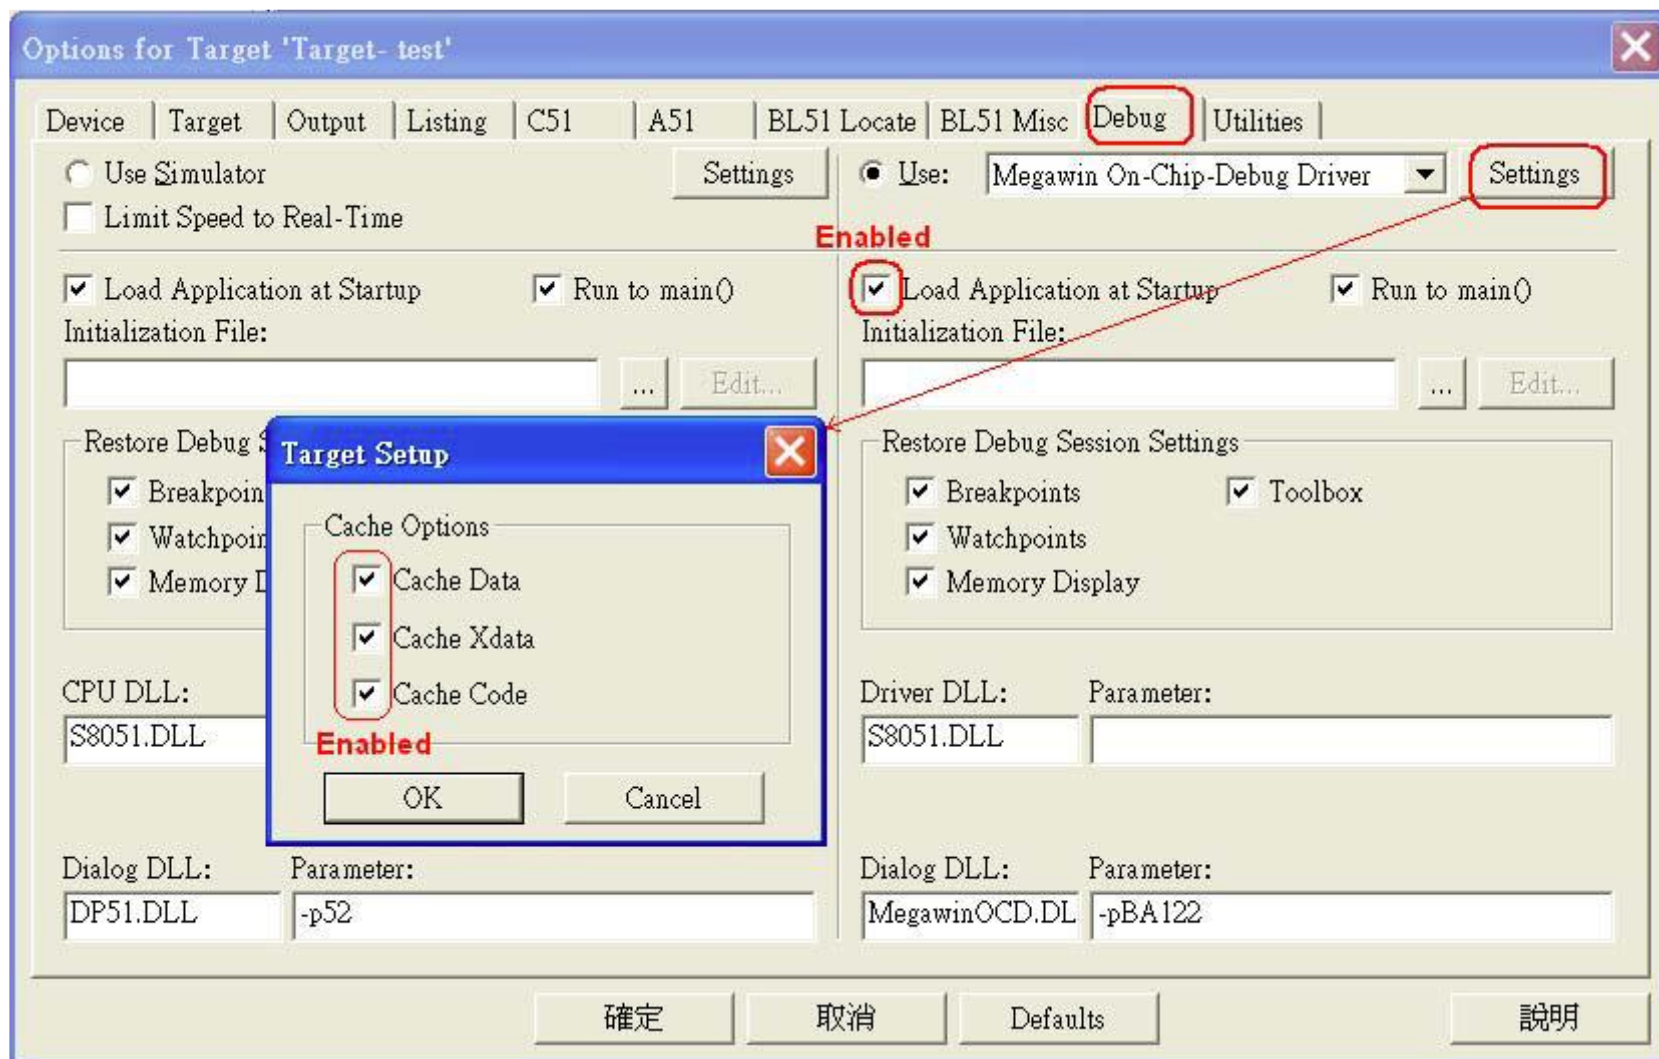 Options for Target 'Target- test'
Device Target Output Listing C51 A51 BL51 Locate BL51 Misc Debug Utilities
Use Simulator Settings Use: Megawin On-Chip-Debug Driver Settings
Limit Speed to Real-Time
Enabled
Load Application at Startup Run to main() Load Application at Startup Run to main()
Initialization File: Initialization File:
... Edit... ... Edit...
Restore Debug Restore Debug Session Settings
Target Setup
Breakpoin Breakpoints Toolbox
Cache Options
Watchpoin Watchpoints
Cache Data
Memory D Memory Display
Cache Xdata
Cache Code
CPU DLL: Driver DLL: Parameter:
S8051.DLL S8051.DLL
Enabled
OK Cancel
Dialog DLL: Parameter: Dialog DLL: Parameter:
DP51.DLL -p52 MegawinOCD.DL -pBA122
確定 取消 Defaults 說明